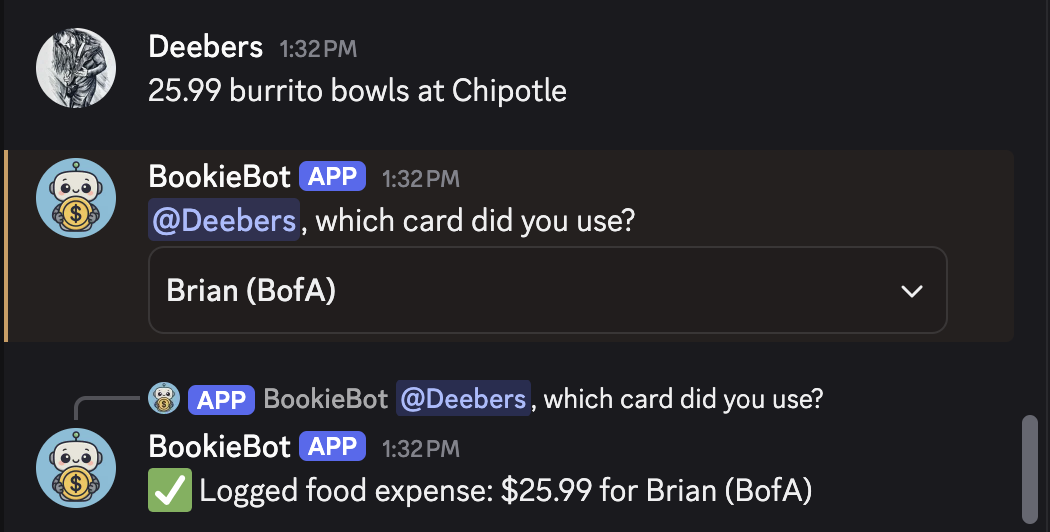 Deebers 1:32 PM
25.99 burrito bowls at Chipotle
BookieBot APP 1:32 PM
@Deebers, which card did you use?
Brian (BofA)
APP BookieBot @Deebers, which card did you use?
BookieBot APP 1:32 PM
✅ Logged food expense: $25.99 for Brian (BofA)